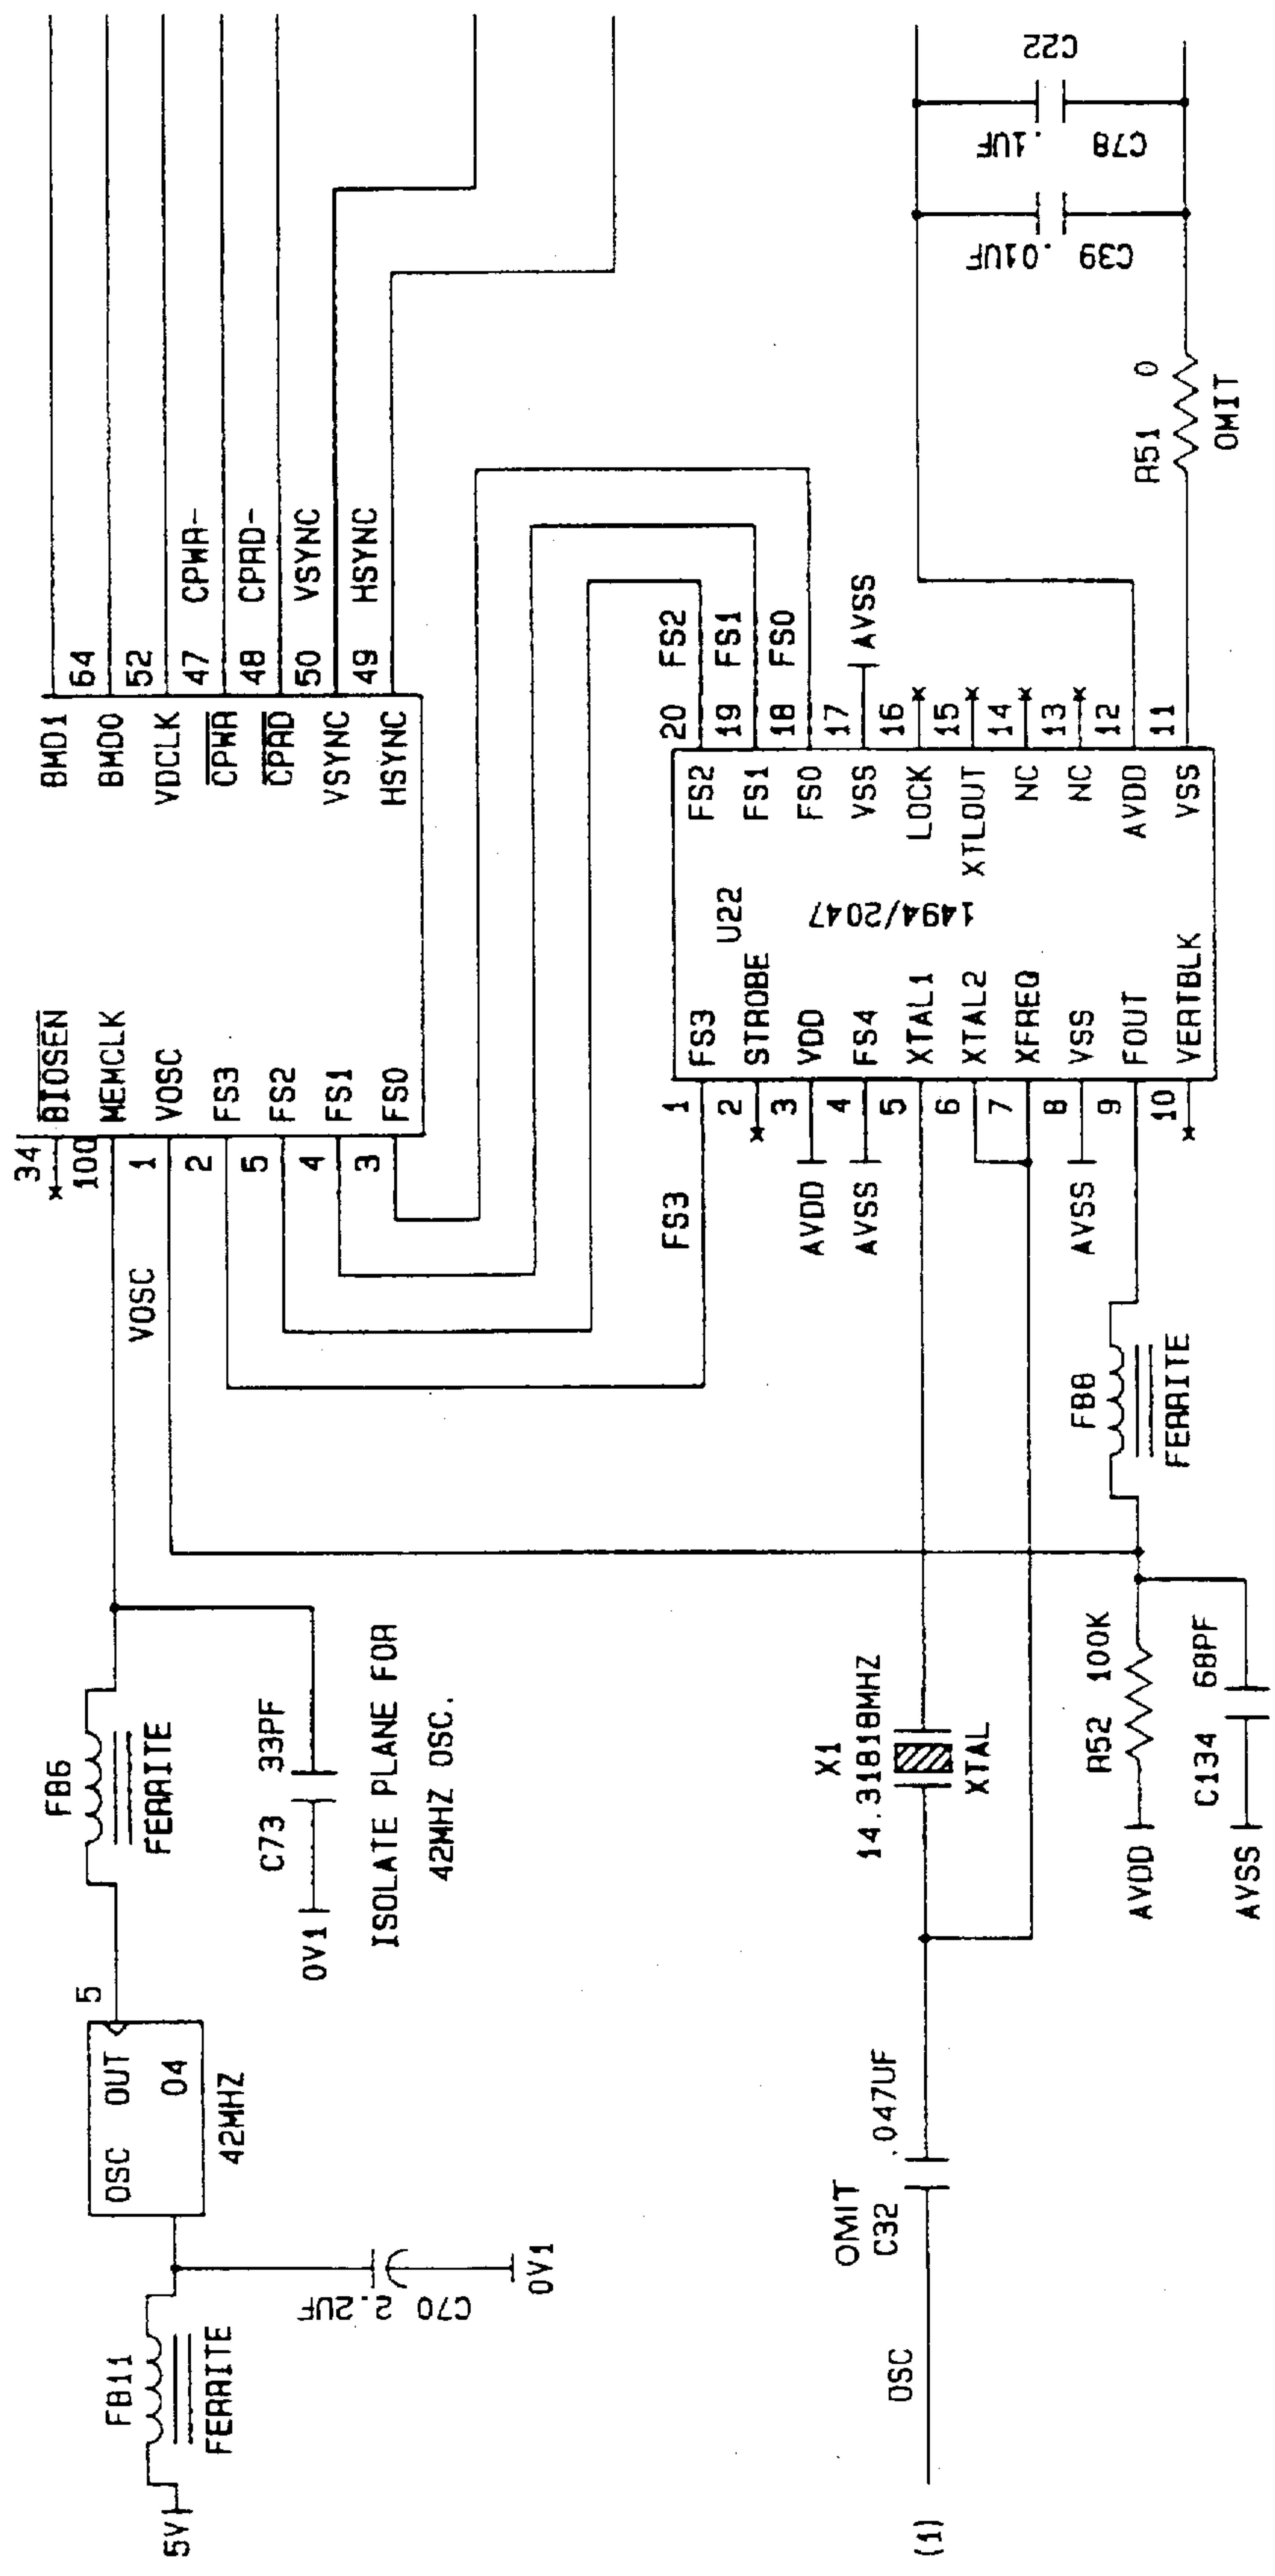 5V
FB11
FERRITE
C70 2.2UF
0V1
OSC OUT
04
42MHZ
5
FB6
FERRITE
C73 33PF
0V1
ISOLATE PLANE FOR
42MHZ OSC.
VOSC
34
100
1
2
5
4
3
BIOSEN
MEMCLK
VOSC
FS3
FS2
FS1
FS0
BMD1
BMD0
VDCLK
CPWR
CPRD
VSYNC
HSYNC
64
52
47 CPWR-
48 CPRD-
50 VSYNC
49 HSYNC
(1)
OSC
OMIT
C32 .047UF
X1
14.31818MHZ
XTAL
AVDD R52 100K
AVSS C134 68PF
FB8
FERRITE
FS3
AVDD
AVSS
AVSS
1
2
3
4
5
6
7
8
9
10
FS3
STROBE
VDD
FS4
XTAL1
XTAL2
XFREQ
VSS
FOUT
VERTBLK
U22
1494/2047
FS2
FS1
FS0
VSS
LOCK
XTLOUT
NC
NC
AVDD
VSS
20 FS2
19 FS1
18 FS0
17
AVSS
16
15
14
13
12
11
R51 0
OMIT
C39 .01UF
C78 .1UF
C22